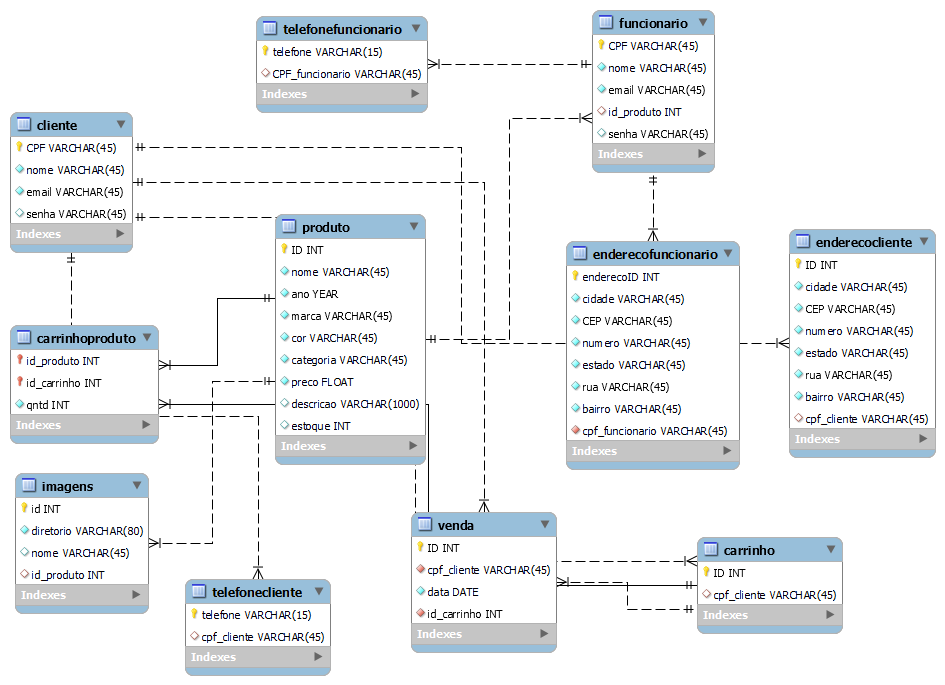 telefonefuncionario
telefone VARCHAR(15)
CPF_funcionario VARCHAR(45)
Indexes
funcionario
CPF VARCHAR(45)
nome VARCHAR(45)
email VARCHAR(45)
id_produto INT
senha VARCHAR(45)
Indexes
cliente
CPF VARCHAR(45)
nome VARCHAR(45)
email VARCHAR(45)
senha VARCHAR(45)
Indexes
produto
ID INT
nome VARCHAR(45)
ano YEAR
marca VARCHAR(45)
cor VARCHAR(45)
categoria VARCHAR(45)
preco FLOAT
descricao VARCHAR(1000)
estoque INT
Indexes
enderecofuncionario
enderecoID INT
cidade VARCHAR(45)
CEP VARCHAR(45)
numero VARCHAR(45)
estado VARCHAR(45)
rua VARCHAR(45)
bairro VARCHAR(45)
cpf_funcionario VARCHAR(45)
Indexes
enderecocliente
ID INT
cidade VARCHAR(45)
CEP VARCHAR(45)
numero VARCHAR(45)
estado VARCHAR(45)
rua VARCHAR(45)
bairro VARCHAR(45)
cpf_cliente VARCHAR(45)
Indexes
carrinhoproduto
id_produto INT
id_carrinho INT
qntd INT
Indexes
imagens
id INT
diretorio VARCHAR(80)
nome VARCHAR(45)
id_produto INT
Indexes
telefonecliente
telefone VARCHAR(15)
cpf_cliente VARCHAR(45)
Indexes
venda
ID INT
cpf_cliente VARCHAR(45)
data DATE
id_carrinho INT
Indexes
carrinho
ID INT
cpf_cliente VARCHAR(45)
Indexes